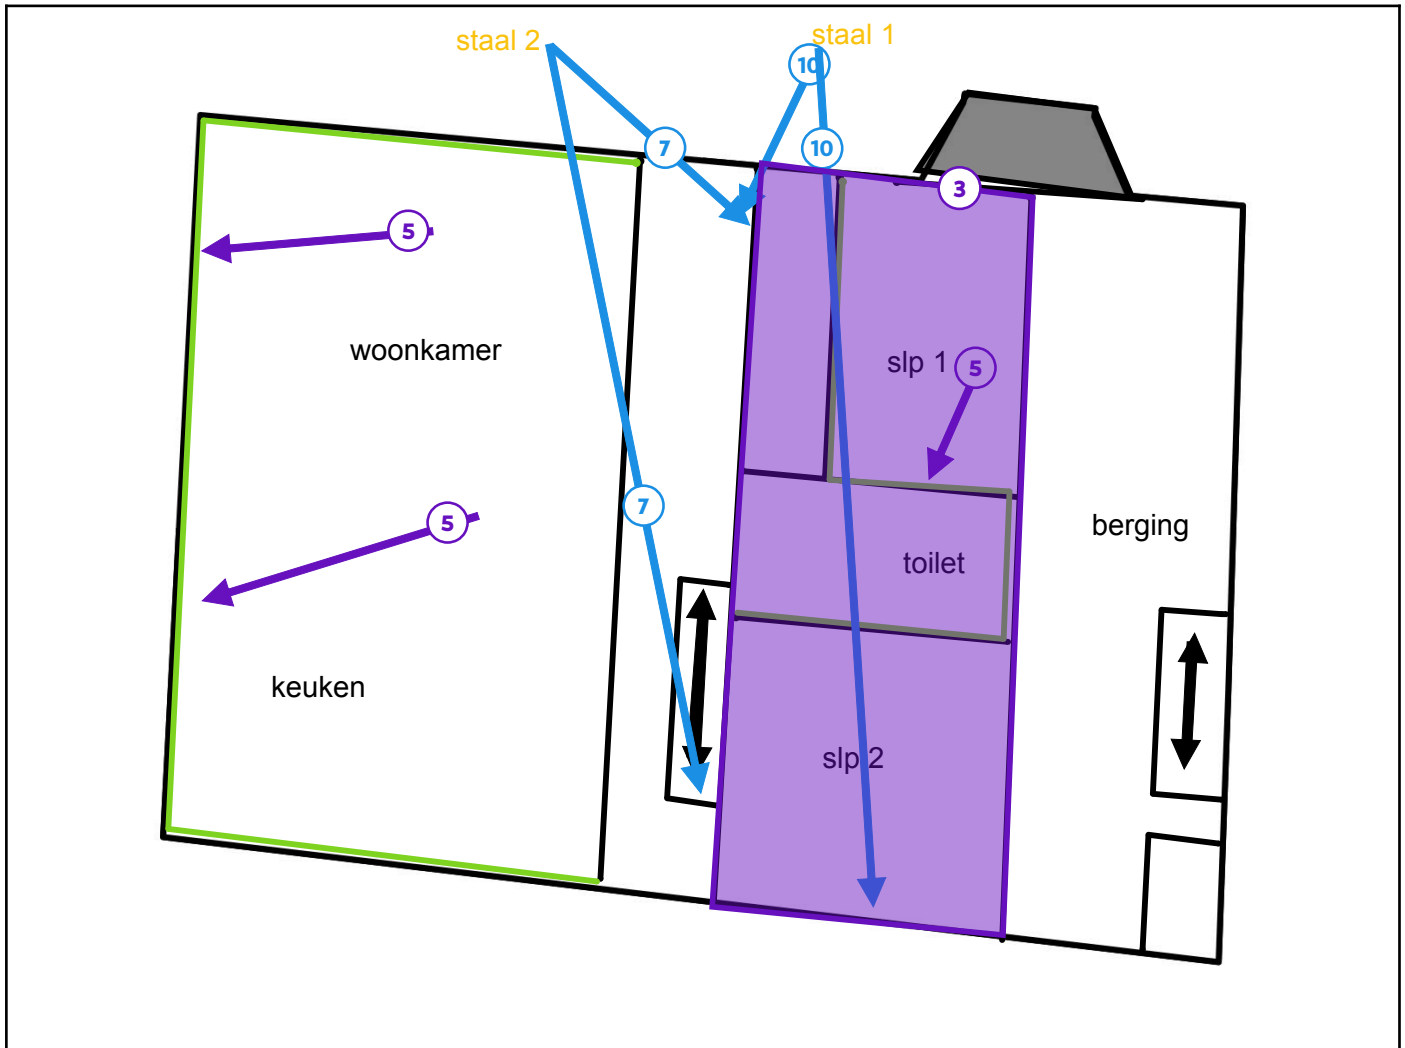 staal 2
staal 1
10
7
10
3
5
woonkamer
slp 1
5
7
5
berging
toilet
keuken
slp 2